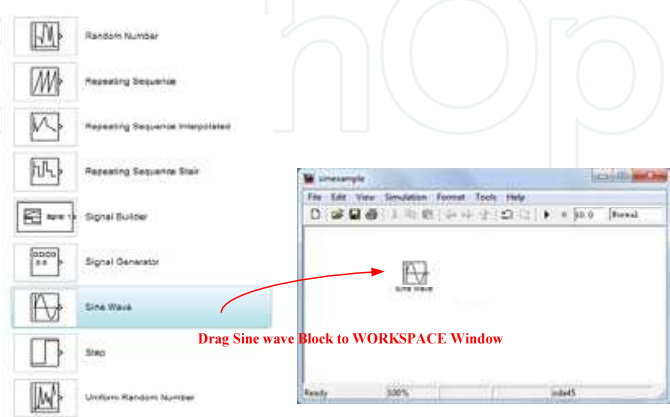 Random Number
Repeating Sequence
Repeating Sequence Interpolated
Repeating Sequence Stair
Signal Builder
Signal Generator
Sine Wave
Step
Uniform Random Number
sinexample
File Edit View Simulation Format Tools Help
10.0 Normal
Sine Wave
Drag Sine wave Block to WORKSPACE Window
Ready 100% ode45